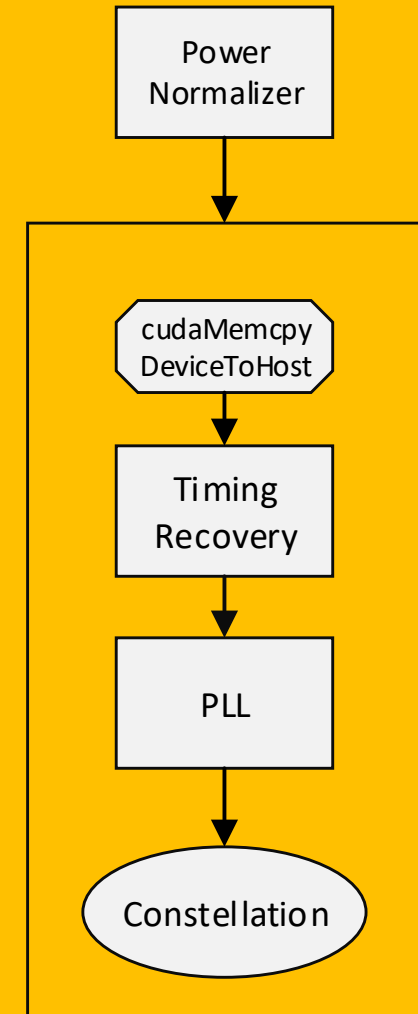 Power
Normalizer
cudaMemcpy
DeviceToHost
Timing
Recovery
PLL
Constellation